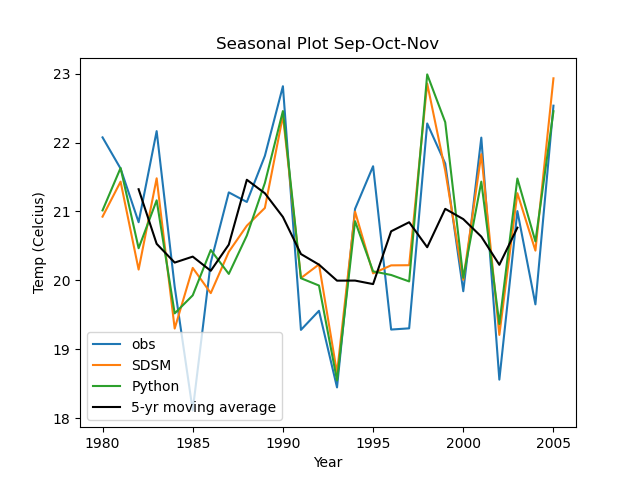 Seasonal Plot Sep-Oct-Nov
23
22
21
20
19
18
Temp (Celcius)
obs
SDSM
Python
5-yr moving average
1980 1985 1990 1995 2000 2005
Year